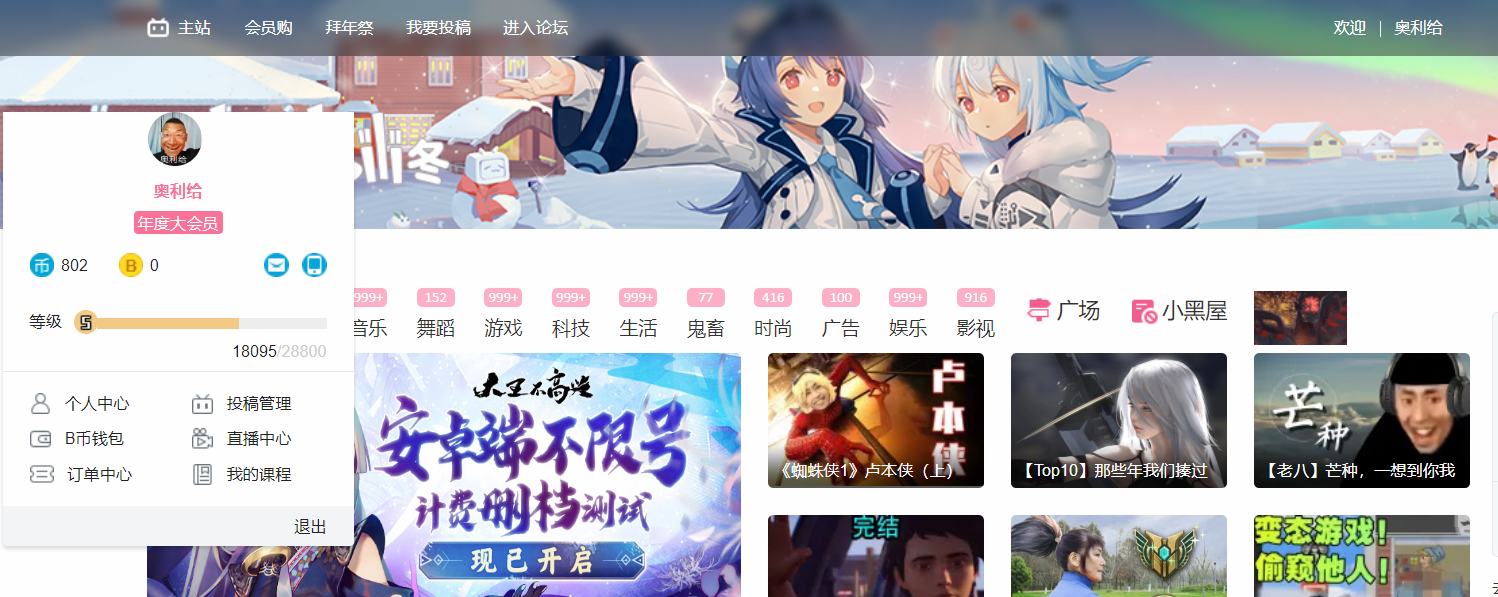 主站 会员购 拜年祭 我要投稿 进入论坛 欢迎 | 奥利给
冬
奥利给
奥利给
年度大会员
币 802 B 0
等级 5
18095/28800
个人中心 投稿管理
B币钱包 直播中心
订单中心 我的课程
退出
999+ 152 999+ 999+ 999+ 77 416 100 999+ 916
音乐 舞蹈 游戏 科技 生活 鬼畜 时尚 广告 娱乐 影视
广场 小黑屋
大王不高兴
安卓端不限号
计费删档测试
现已开启
卢本侠
《蜘蛛侠1》卢本侠（上）
【Top10】那些年我们揍过
芒种
【老八】芒种，一想到你我
完结
变态游戏！
偷窥他人！